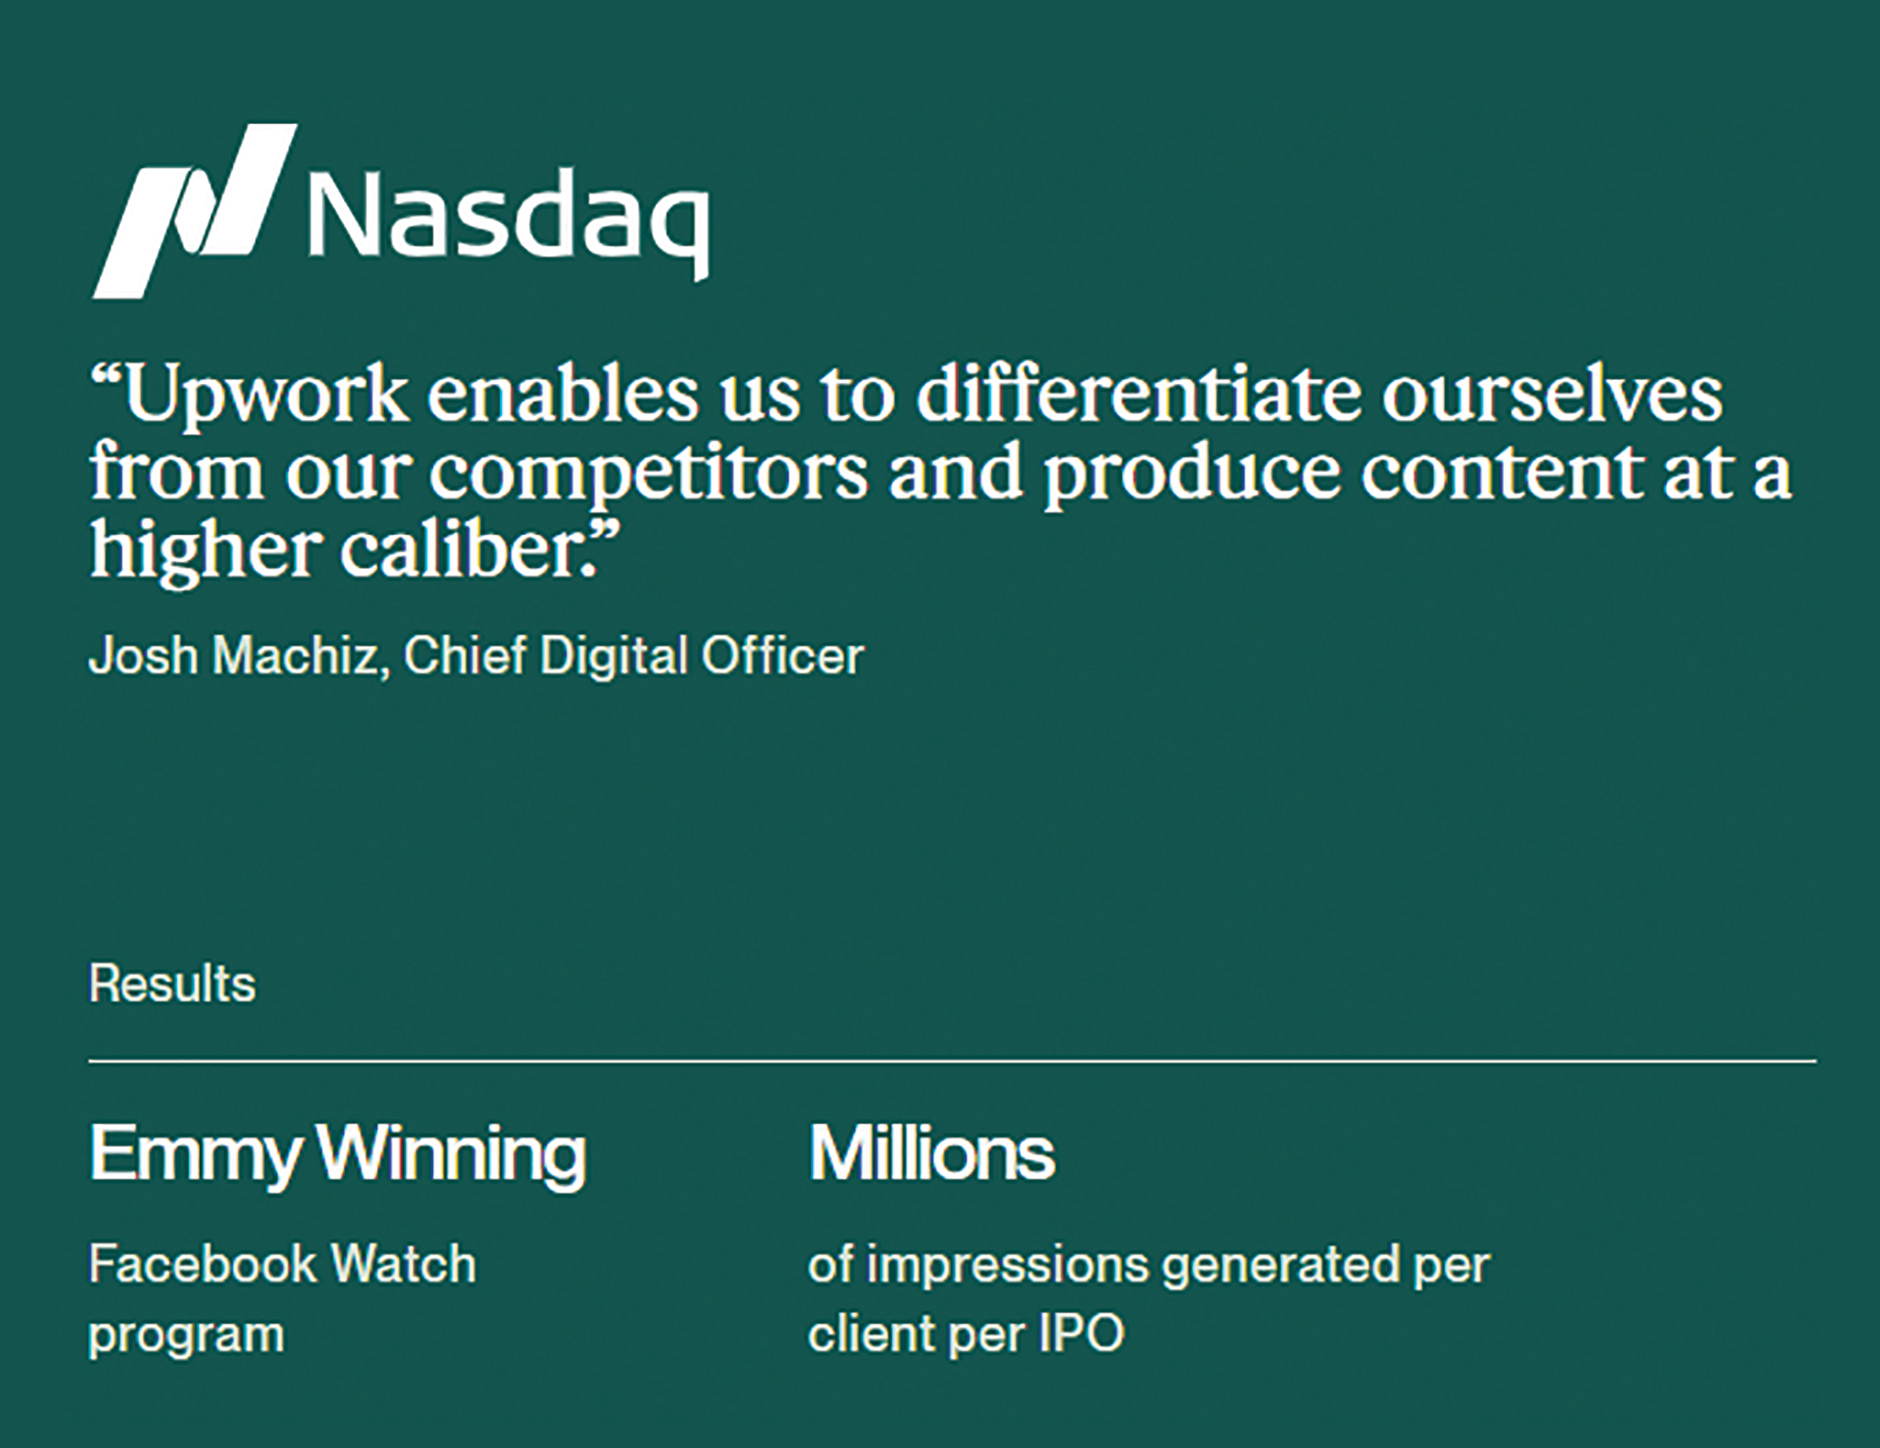 Nasdaq
“Upwork enables us to differentiate ourselves
from our competitors and produce content at a
higher caliber.”
Josh Machiz, Chief Digital Officer
Results
Emmy Winning
Facebook Watch
program
Millions
of impressions generated per
client per IPO